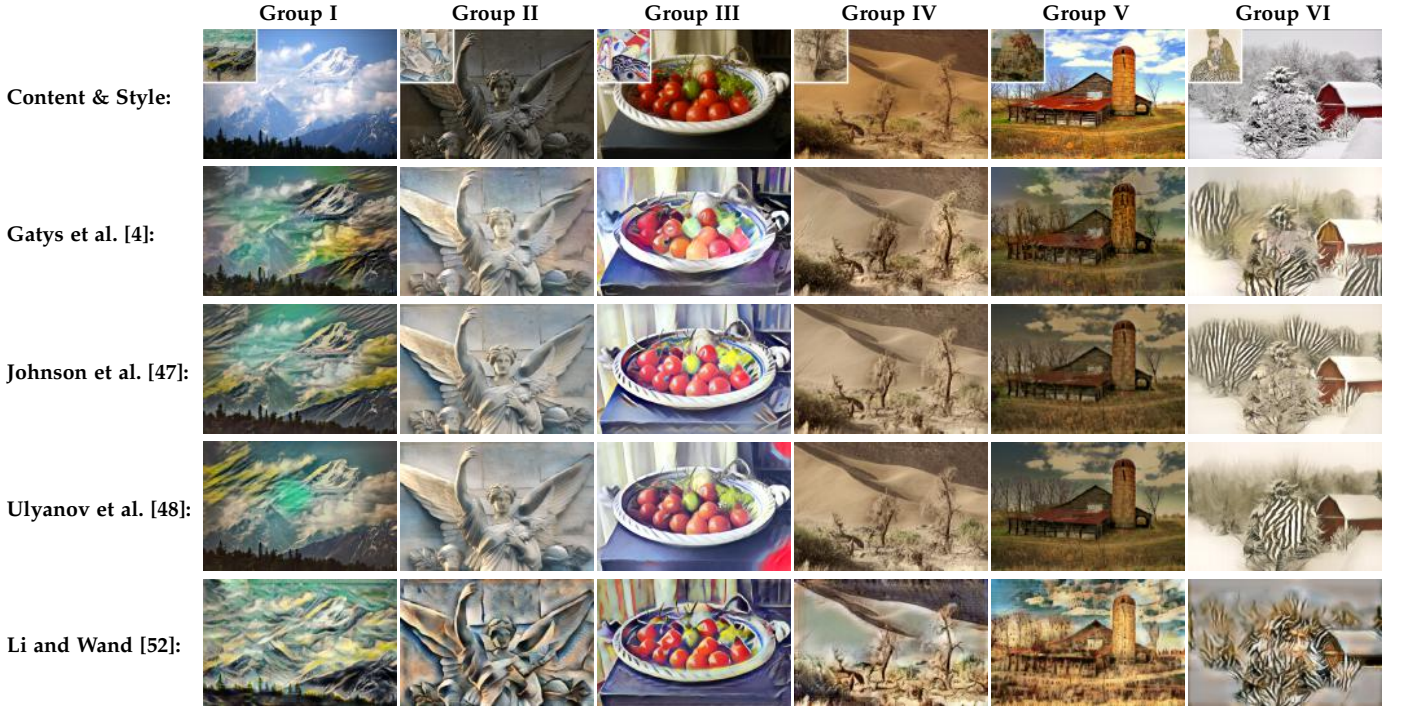 Group I Group II Group III Group IV Group V Group VI
Content & Style:
Gatys et al. [4]:
Johnson et al. [47]:
Ulyanov et al. [48]:
Li and Wand [52]: